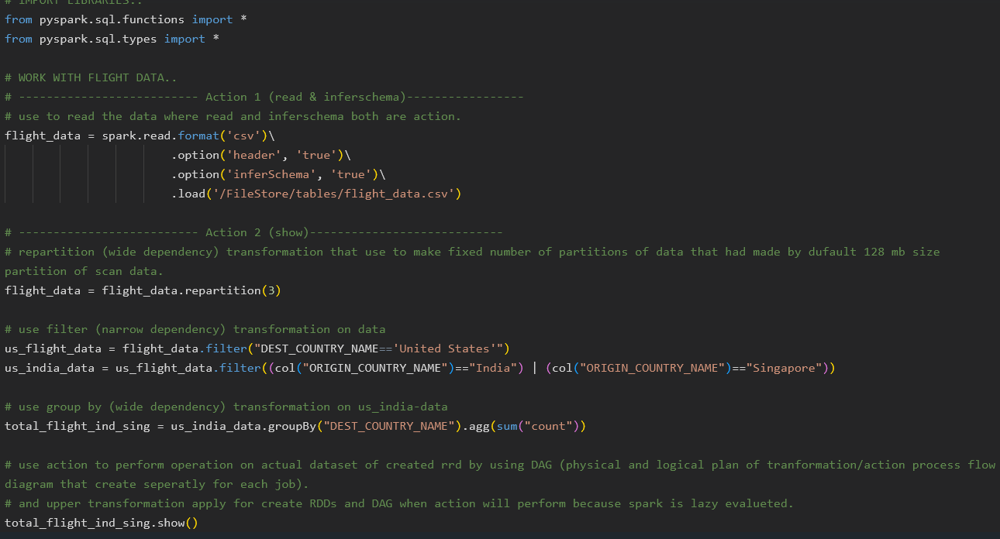 # IMPORT LIBRARIES..
from pyspark.sql.functions import *
from pyspark.sql.types import *
# WORK WITH FLIGHT DATA..
# -------------------------- Action 1 (read & inferschema)-----------------
# use to read the data where read and inferschema both are action.
flight_data = spark.read.format('csv')\
.option('header', 'true')\
.option('inferSchema', 'true')\
.load('/FileStore/tables/flight_data.csv')
# -------------------------- Action 2 (show)----------------------------
# repartition (wide dependency) transformation that use to make fixed number of partitions of data that had made by dufault 128 mb size
partition of scan data.
flight_data = flight_data.repartition(3)
# use filter (narrow dependency) transformation on data
us_flight_data = flight_data.filter("DEST_COUNTRY_NAME=='United States'")
us_india_data = us_flight_data.filter((col("ORIGIN_COUNTRY_NAME")=="India") | (col("ORIGIN_COUNTRY_NAME")=="Singapore"))
# use group by (wide dependency) transformation on us_india-data
total_flight_ind_sing = us_india_data.groupBy("DEST_COUNTRY_NAME").agg(sum("count"))
# use action to perform operation on actual dataset of created rrd by using DAG (physical and logical plan of tranformation/action process flow
diagram that create seperatly for each job).
# and upper transformation apply for create RDDs and DAG when action will perform because spark is lazy evalueted.
total_flight_ind_sing.show()